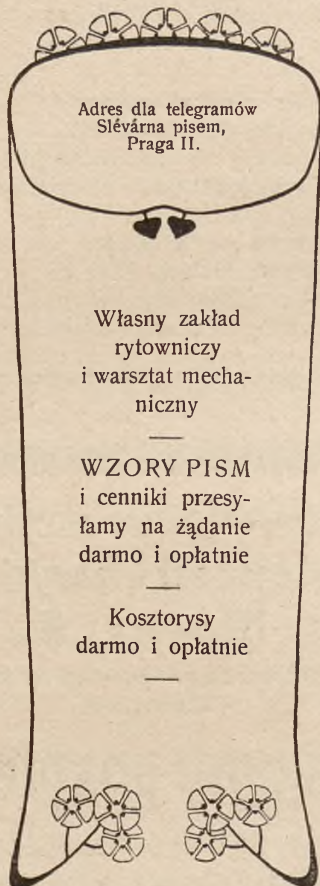 Adres dla telegramów
Slévárna pisem,
Praga II.
Własny zakład
rytowniczy
i warsztat mecha-
niczny
WZORY PISM
i cenniki przesy-
łamy na żądanie
darmo i opłatnie
Kosztorysy
darmo i opłatnie